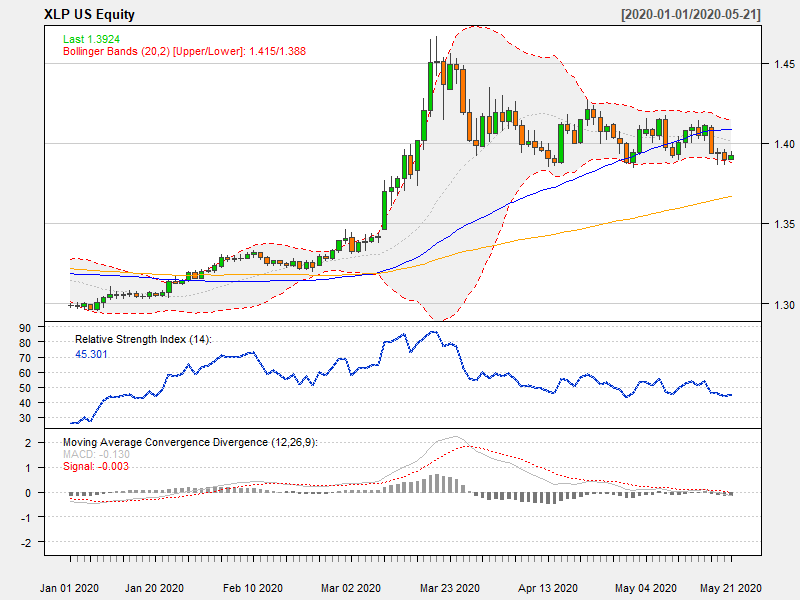 XLP US Equity [2020-01-01/2020-05-21]
Last 1.3924
Bollinger Bands (20,2) [Upper/Lower]: 1.415/1.388
1.45
1.40
1.35
1.30
Relative Strength Index (14):
45.301
90
80
70
60
50
40
30
Moving Average Convergence Divergence (12,26,9):
MACD: -0.130
Signal: -0.003
2
1
0
-1
-2
Jan 01 2020 Jan 20 2020 Feb 10 2020 Mar 02 2020 Mar 23 2020 Apr 13 2020 May 04 2020 May 21 2020